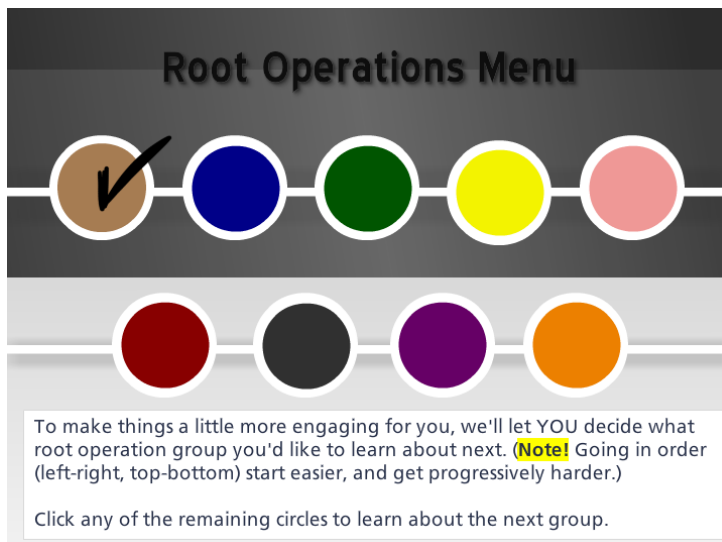 Root Operations Menu
To make things a little more engaging for you, we'll let YOU decide what
root operation group you'd like to learn about next. (Note! Going in order
(left-right, top-bottom) start easier, and get progressively harder.)
Click any of the remaining circles to learn about the next group.